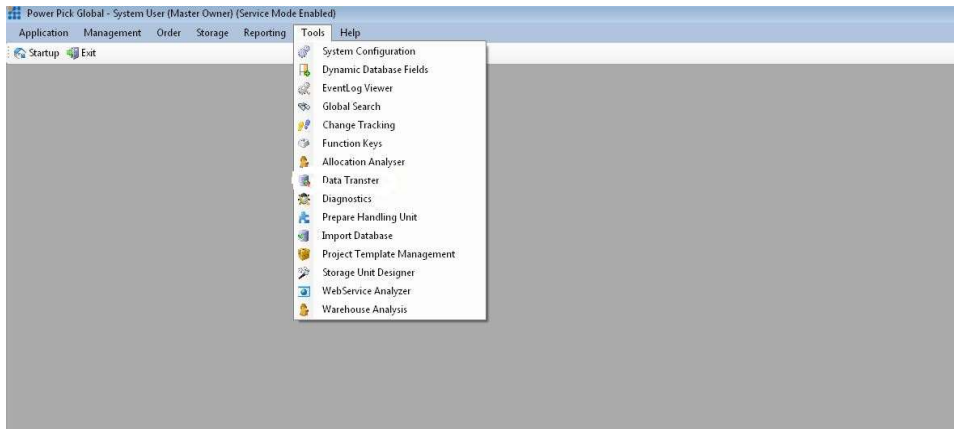 Power Pick Global - System User (Master Owner) (Service Mode Enabled)
Application Management Order Storage Reporting Tools Help
Startup Exit
System Configuration
Dynamic Database Fields
EventLog Viewer
Global Search
Change Tracking
Function Keys
Allocation Analyser
Data Transfer
Diagnostics
Prepare Handling Unit
Import Database
Project Template Management
Storage Unit Designer
WebService Analyzer
Warehouse Analysis